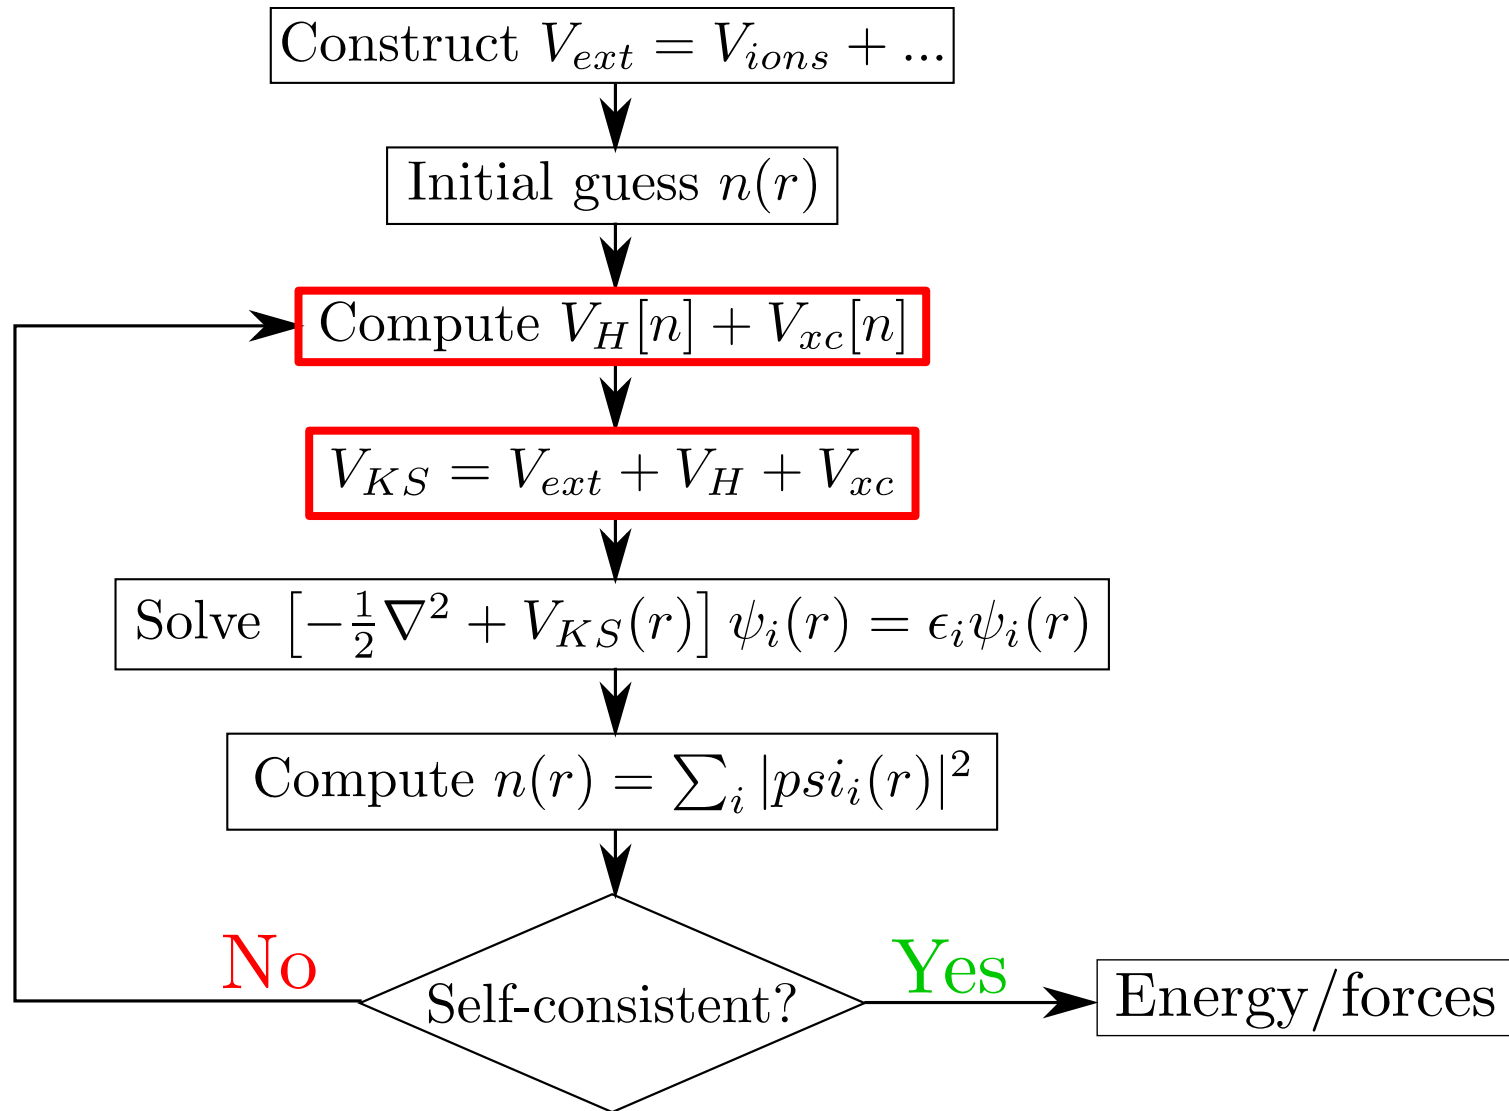 Construct $V_{ext} = V_{ions} + ...$
Initial guess $n(r)$
Compute $V_H[n] + V_{xc}[n]$
$V_{KS} = V_{ext} + V_H + V_{xc}$
Solve $\left[-\frac{1}{2}\nabla^2 + V_{KS}(r)\right] \psi_i(r) = \epsilon_i \psi_i(r)$
Compute $n(r) = \sum_i |psi_i(r)|^2$
No
Self-consistent?
Yes
Energy/forces